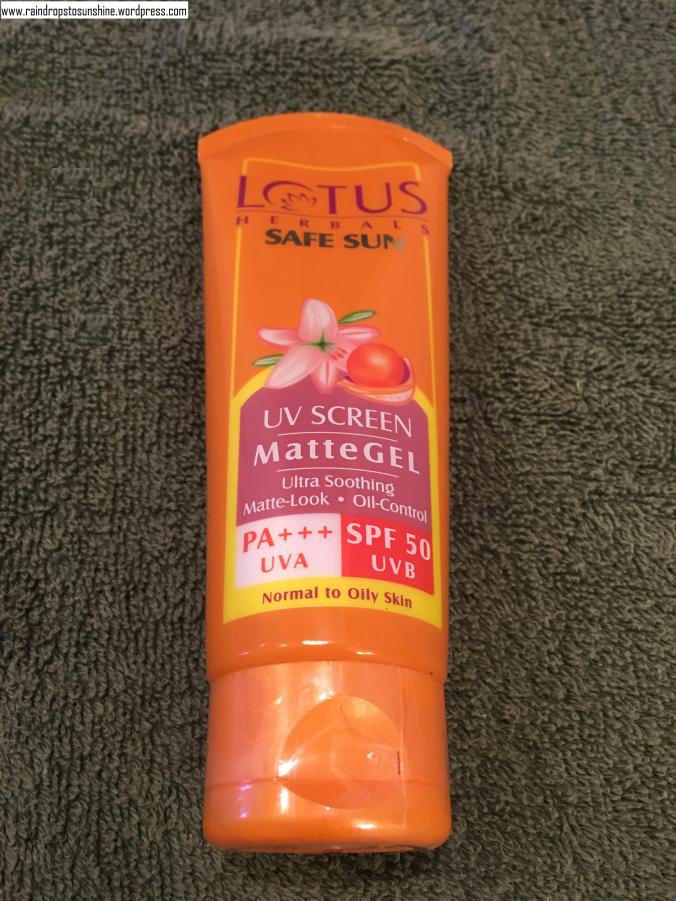 www.raindropstosunshine.wordpress.com
LOTUS
HERBALS
SAFE SUN
UV SCREEN
MatteGEL
Ultra Soothing
Matte-Look • Oil-Control
PA+++ SPF 50
UVA UVB
Normal to Oily Skin